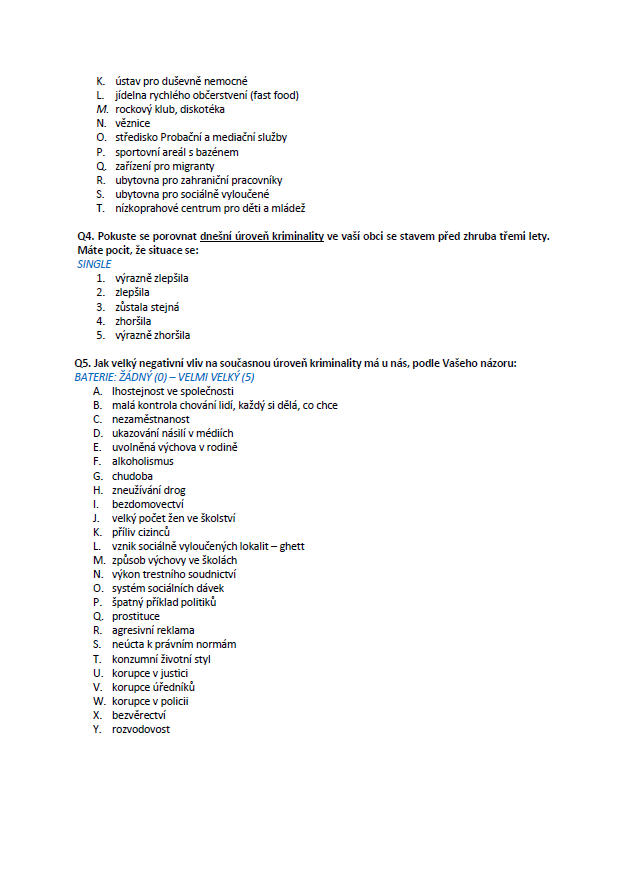 K. ústav pro duševně nemocné
L. jídelna rychlého občerstvení (fast food)
M. rockový klub, diskotéka
N. věznice
O. středisko Probační a mediační služby
P. sportovní areál s bazénem
Q. zařízení pro migranty
R. ubytovna pro zahraniční pracovníky
S. ubytovna pro sociálně vyloučené
T. nízkoprahové centrum pro děti a mládež
Q4. Pokuste se porovnat dnešní úroveň kriminality ve vaší obci se stavem před zhruba třemi lety.
Máte pocit, že situace se:
SINGLE
1. výrazně zlepšila
2. zlepšila
3. zůstala stejná
4. zhoršila
5. výrazně zhoršila
Q5. Jak velký negativní vliv na současnou úroveň kriminality má u nás, podle Vašeho názoru:
BATERIE: ŽÁDNÝ (0) – VELMI VELKÝ (5)
A. lhostejnost ve společnosti
B. malá kontrola chování lidí, každý si dělá, co chce
C. nezaměstnanost
D. ukazování násilí v médiích
E. uvolněná výchova v rodině
F. alkoholismus
G. chudoba
H. zneužívání drog
I. bezdomovectví
J. velký počet žen ve školství
K. příliv cizinců
L. vznik sociálně vyloučených lokalit – ghett
M. způsob výchovy ve školách
N. výkon trestního soudnictví
O. systém sociálních dávek
P. špatný příklad politiků
Q. prostituce
R. agresivní reklama
S. neúcta k právním normám
T. konzumní životní styl
U. korupce v justici
V. korupce úředníků
W. korupce v policii
X. bezvěrectví
Y. rozvodovost